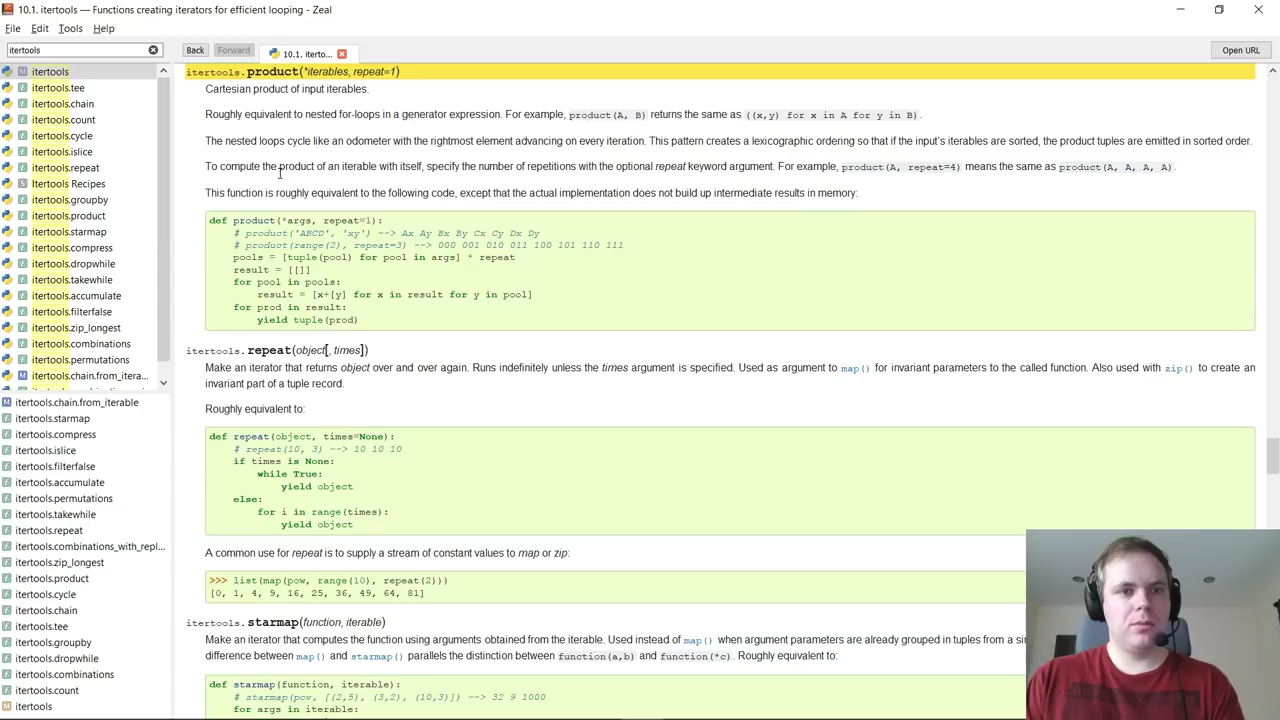 10.1. itertools — Functions creating iterators for efficient looping - Zeal
File Edit Tools Help
itertools
Back Forward 10.1. iterto... Open URL
itertools
itertools.tee
itertools.chain
itertools.count
itertools.cycle
itertools.islice
itertools.repeat
Itertools Recipes
itertools.groupby
itertools.product
itertools.starmap
itertools.compress
itertools.dropwhile
itertools.takewhile
itertools.accumulate
itertools.filterfalse
itertools.zip_longest
itertools.combinations
itertools.permutations
itertools.chain.from_itera...
itertools.chain.from_iterable
itertools.starmap
itertools.compress
itertools.islice
itertools.filterfalse
itertools.accumulate
itertools.permutations
itertools.takewhile
itertools.repeat
itertools.combinations_with_repl...
itertools.zip_longest
itertools.product
itertools.cycle
itertools.chain
itertools.tee
itertools.groupby
itertools.dropwhile
itertools.combinations
itertools.count
itertools
itertools.product(*iterables, repeat=1)
Cartesian product of input iterables.
Roughly equivalent to nested for-loops in a generator expression. For example, product(A, B) returns the same as ((x,y) for x in A for y in B).
The nested loops cycle like an odometer with the rightmost element advancing on every iteration. This pattern creates a lexicographic ordering so that if the input's iterables are sorted, the product tuples are emitted in sorted order.
To compute the product of an iterable with itself, specify the number of repetitions with the optional repeat keyword argument. For example, product(A, repeat=4) means the same as product(A, A, A, A).
This function is roughly equivalent to the following code, except that the actual implementation does not build up intermediate results in memory:
def product(*args, repeat=1):
# product('ABCD', 'xy') --> Ax Ay Bx By Cx Cy Dx Dy
# product(range(2), repeat=3) --> 000 001 010 011 100 101 110 111
pools = [tuple(pool) for pool in args] * repeat
result = [[]]
for pool in pools:
result = [x+[y] for x in result for y in pool]
for prod in result:
yield tuple(prod)
itertools.repeat(object[, times])
Make an iterator that returns object over and over again. Runs indefinitely unless the times argument is specified. Used as argument to map() for invariant parameters to the called function. Also used with zip() to create an
invariant part of a tuple record.
Roughly equivalent to:
def repeat(object, times=None):
# repeat(10, 3) --> 10 10 10
if times is None:
while True:
yield object
else:
for i in range(times):
yield object
A common use for repeat is to supply a stream of constant values to map or zip:
>>> list(map(pow, range(10), repeat(2)))
[0, 1, 4, 9, 16, 25, 36, 49, 64, 81]
itertools.starmap(function, iterable)
Make an iterator that computes the function using arguments obtained from the iterable. Used instead of map() when argument parameters are already grouped in tuples from a
difference between map() and starmap() parallels the distinction between function(a,b) and function(*c). Roughly equivalent to:
def starmap(function, iterable):
# starmap(pow, [(2,5), (3,2), (10,3)]) --> 32 9 1000
for args in iterable: